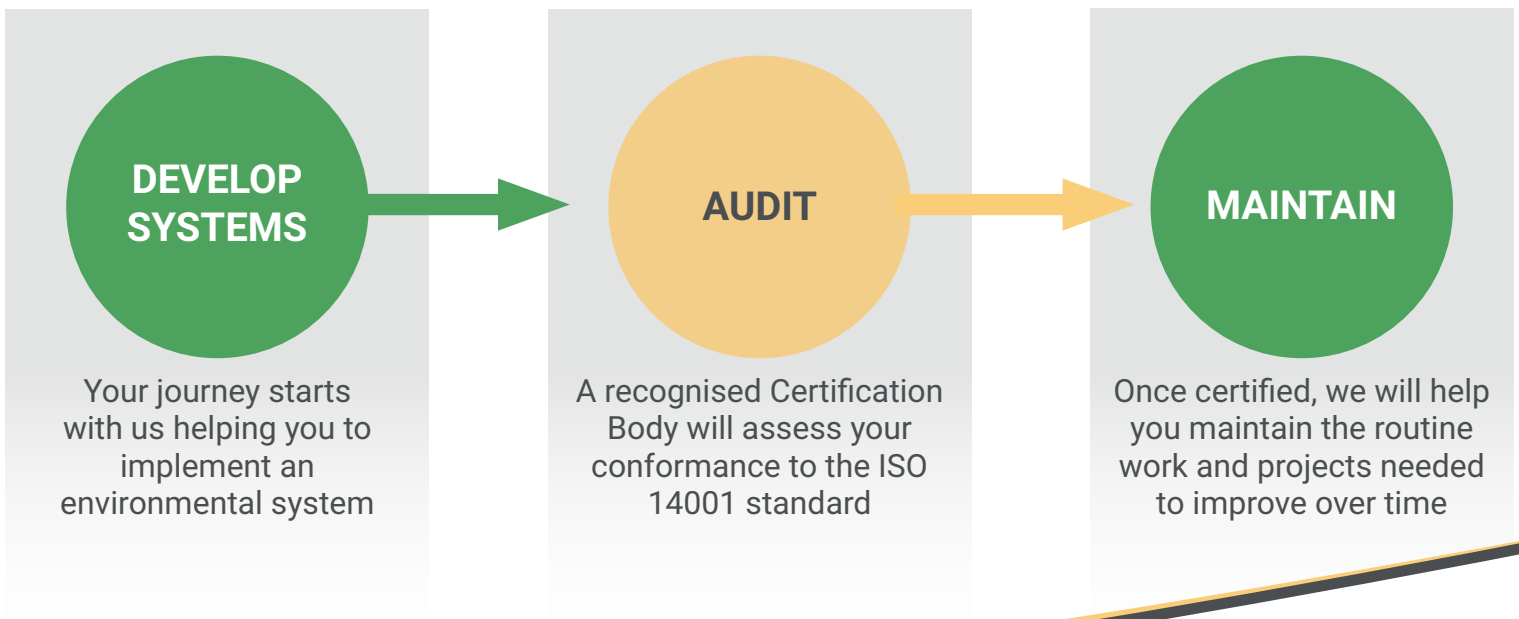 DEVELOP
SYSTEMS
Your journey starts
with us helping you to
implement an
environmental system
AUDIT
A recognised Certification
Body will assess your
conformance to the ISO
14001 standard
MAINTAIN
Once certified, we will help
you maintain the routine
work and projects needed
to improve over time